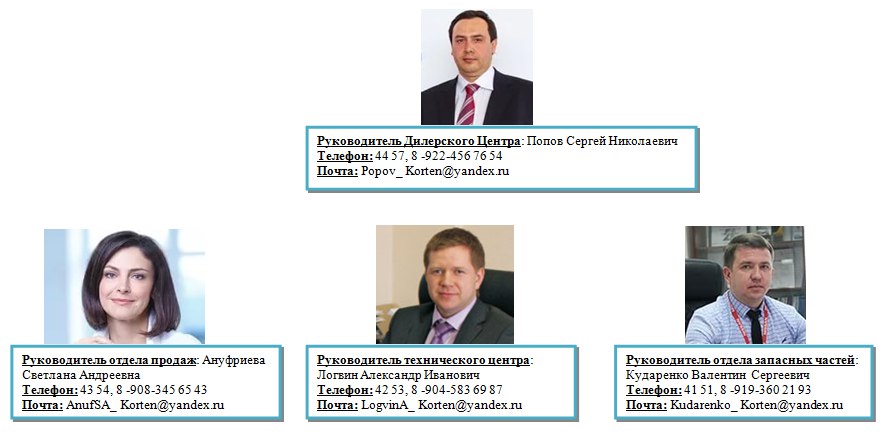 Руководитель Дилерского Центра: Попов Сергей Николаевич
Телефон: 44 57, 8 -922-456 76 54
Почта: Popov_ Korten@yandex.ru
Руководитель отдела продаж: Ануфриева
Светлана Андреевна
Телефон: 43 54, 8 -908-345 65 43
Почта: AnufSA_ Korten@yandex.ru
Руководитель технического центра:
Логвин Александр Иванович
Телефон: 42 53, 8 -904-583 69 87
Почта: LogvinA_ Korten@yandex.ru
Руководитель отдела запасных частей:
Кударенко Валентин Сергеевич
Телефон: 41 51, 8 -919-360 21 93
Почта: Kudarenko_ Korten@yandex.ru